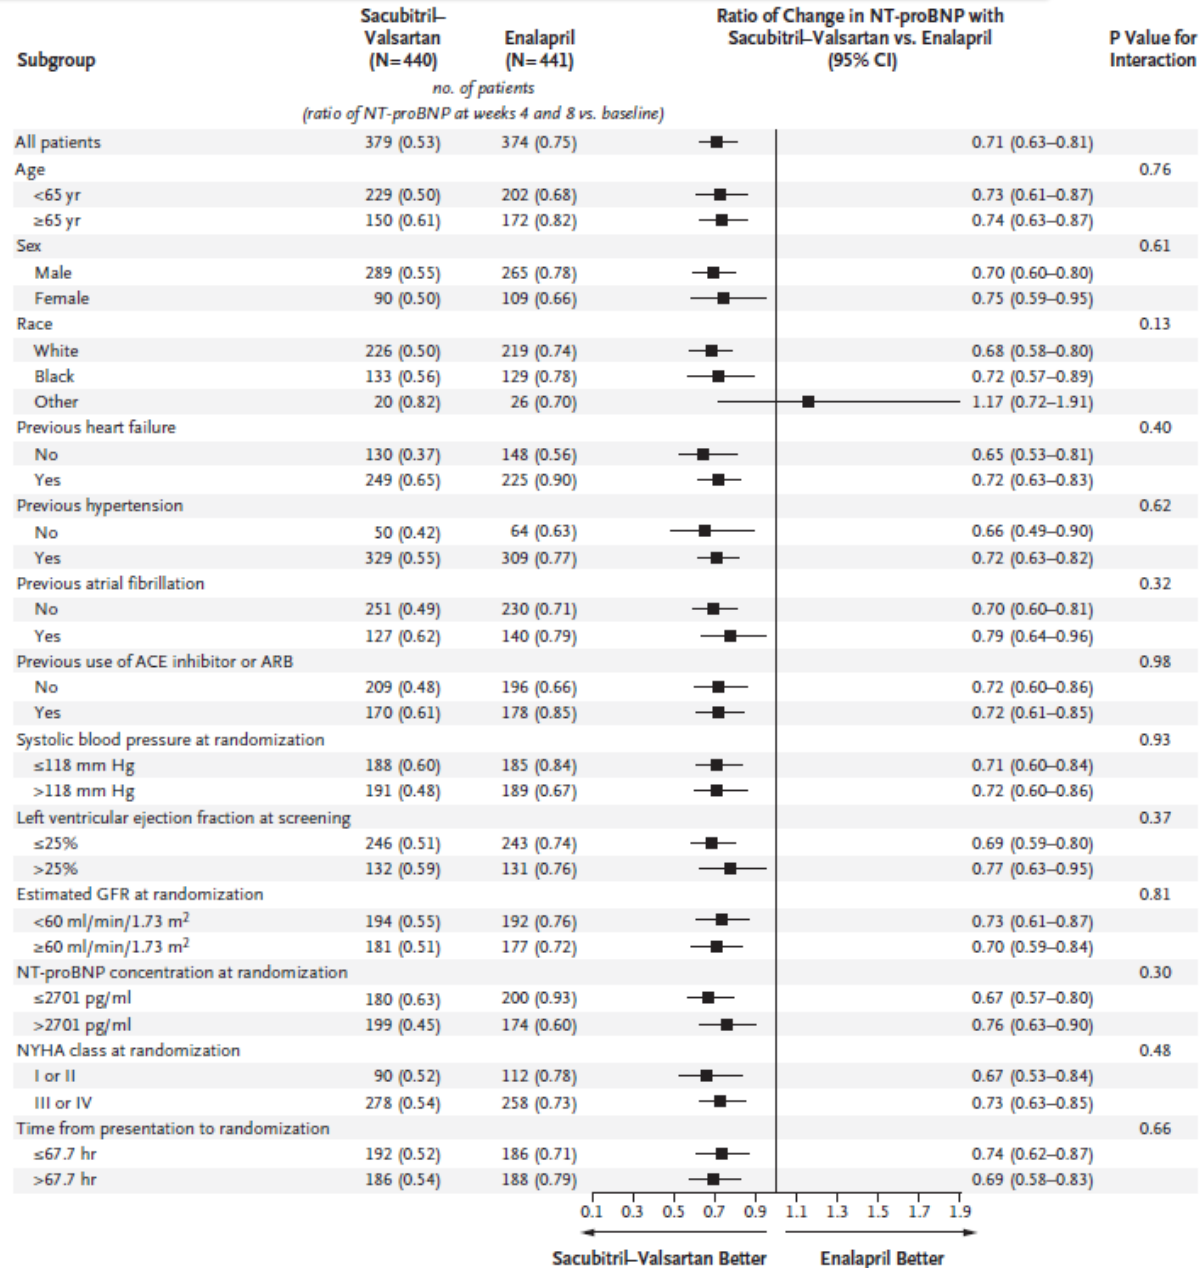 Subgroup Sacubitril–Valsartan (N=440) Enalapril (N=441) Ratio of Change in NT-proBNP with Sacubitril–Valsartan vs. Enalapril (95% CI) P Value for Interaction
no. of patients
(ratio of NT-proBNP at weeks 4 and 8 vs. baseline)
All patients 379 (0.53) 374 (0.75) 0.71 (0.63–0.81)
Age 0.76
<65 yr 229 (0.50) 202 (0.68) 0.73 (0.61–0.87)
≥65 yr 150 (0.61) 172 (0.82) 0.74 (0.63–0.87)
Sex 0.61
Male 289 (0.55) 265 (0.78) 0.70 (0.60–0.80)
Female 90 (0.50) 109 (0.66) 0.75 (0.59–0.95)
Race 0.13
White 226 (0.50) 219 (0.74) 0.68 (0.58–0.80)
Black 133 (0.56) 129 (0.78) 0.72 (0.57–0.89)
Other 20 (0.82) 26 (0.70) 1.17 (0.72–1.91)
Previous heart failure 0.40
No 130 (0.37) 148 (0.56) 0.65 (0.53–0.81)
Yes 249 (0.65) 225 (0.90) 0.72 (0.63–0.83)
Previous hypertension 0.62
No 50 (0.42) 64 (0.63) 0.66 (0.49–0.90)
Yes 329 (0.55) 309 (0.77) 0.72 (0.63–0.82)
Previous atrial fibrillation 0.32
No 251 (0.49) 230 (0.71) 0.70 (0.60–0.81)
Yes 127 (0.62) 140 (0.79) 0.79 (0.64–0.96)
Previous use of ACE inhibitor or ARB 0.98
No 209 (0.48) 196 (0.66) 0.72 (0.60–0.86)
Yes 170 (0.61) 178 (0.85) 0.72 (0.61–0.85)
Systolic blood pressure at randomization 0.93
≤118 mm Hg 188 (0.60) 185 (0.84) 0.71 (0.60–0.84)
>118 mm Hg 191 (0.48) 189 (0.67) 0.72 (0.60–0.86)
Left ventricular ejection fraction at screening 0.37
≤25% 246 (0.51) 243 (0.74) 0.69 (0.59–0.80)
>25% 132 (0.59) 131 (0.76) 0.77 (0.63–0.95)
Estimated GFR at randomization 0.81
<60 ml/min/1.73 m² 194 (0.55) 192 (0.76) 0.73 (0.61–0.87)
≥60 ml/min/1.73 m² 181 (0.51) 177 (0.72) 0.70 (0.59–0.84)
NT-proBNP concentration at randomization 0.30
≤2701 pg/ml 180 (0.63) 200 (0.93) 0.67 (0.57–0.80)
>2701 pg/ml 199 (0.45) 174 (0.60) 0.76 (0.63–0.90)
NYHA class at randomization 0.48
I or II 90 (0.52) 112 (0.78) 0.67 (0.53–0.84)
III or IV 278 (0.54) 258 (0.73) 0.73 (0.63–0.85)
Time from presentation to randomization 0.66
≤67.7 hr 192 (0.52) 186 (0.71) 0.74 (0.62–0.87)
>67.7 hr 186 (0.54) 188 (0.79) 0.69 (0.58–0.83)
0.1 0.3 0.5 0.7 0.9 1.1 1.3 1.5 1.7 1.9
Sacubitril–Valsartan Better Enalapril Better